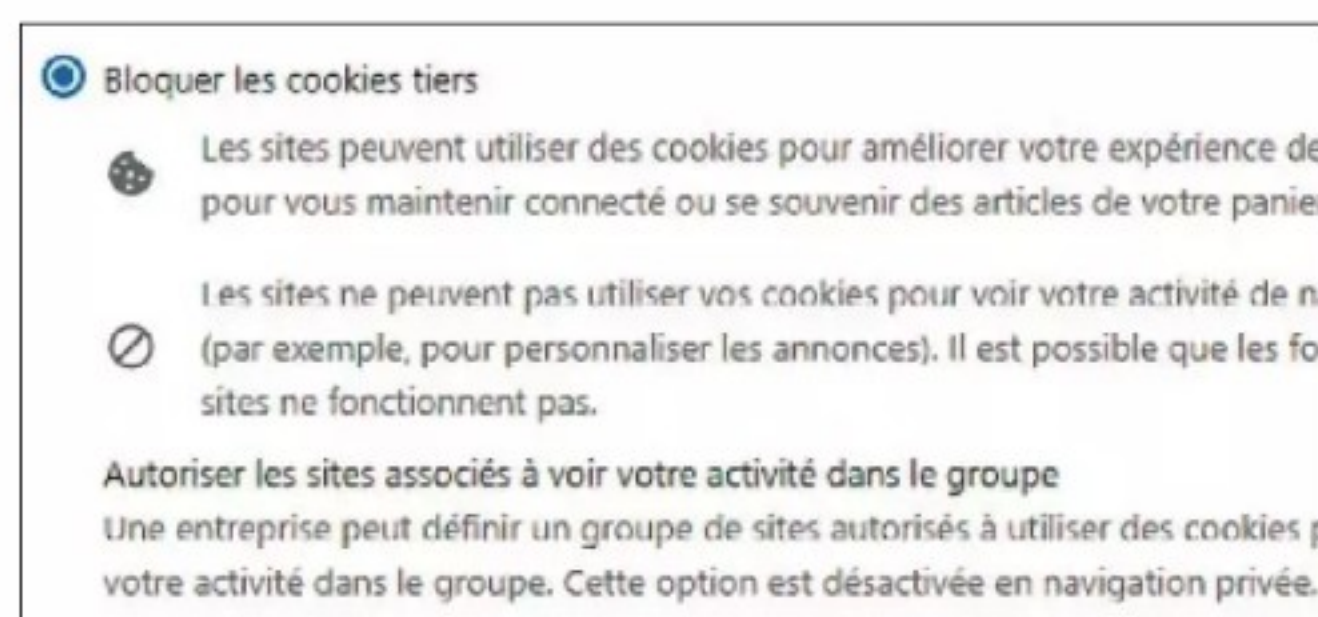 Bloquer les cookies tiers
Les sites peuvent utiliser des cookies pour améliorer votre expérience de
pour vous maintenir connecté ou se souvenir des articles de votre panie
Les sites ne peuvent pas utiliser vos cookies pour voir votre activité de n
(par exemple, pour personnaliser les annonces). Il est possible que les fo
sites ne fonctionnent pas.
Autoriser les sites associés à voir votre activité dans le groupe
Une entreprise peut définir un groupe de sites autorisés à utiliser des cookies p
votre activité dans le groupe. Cette option est désactivée en navigation privée.